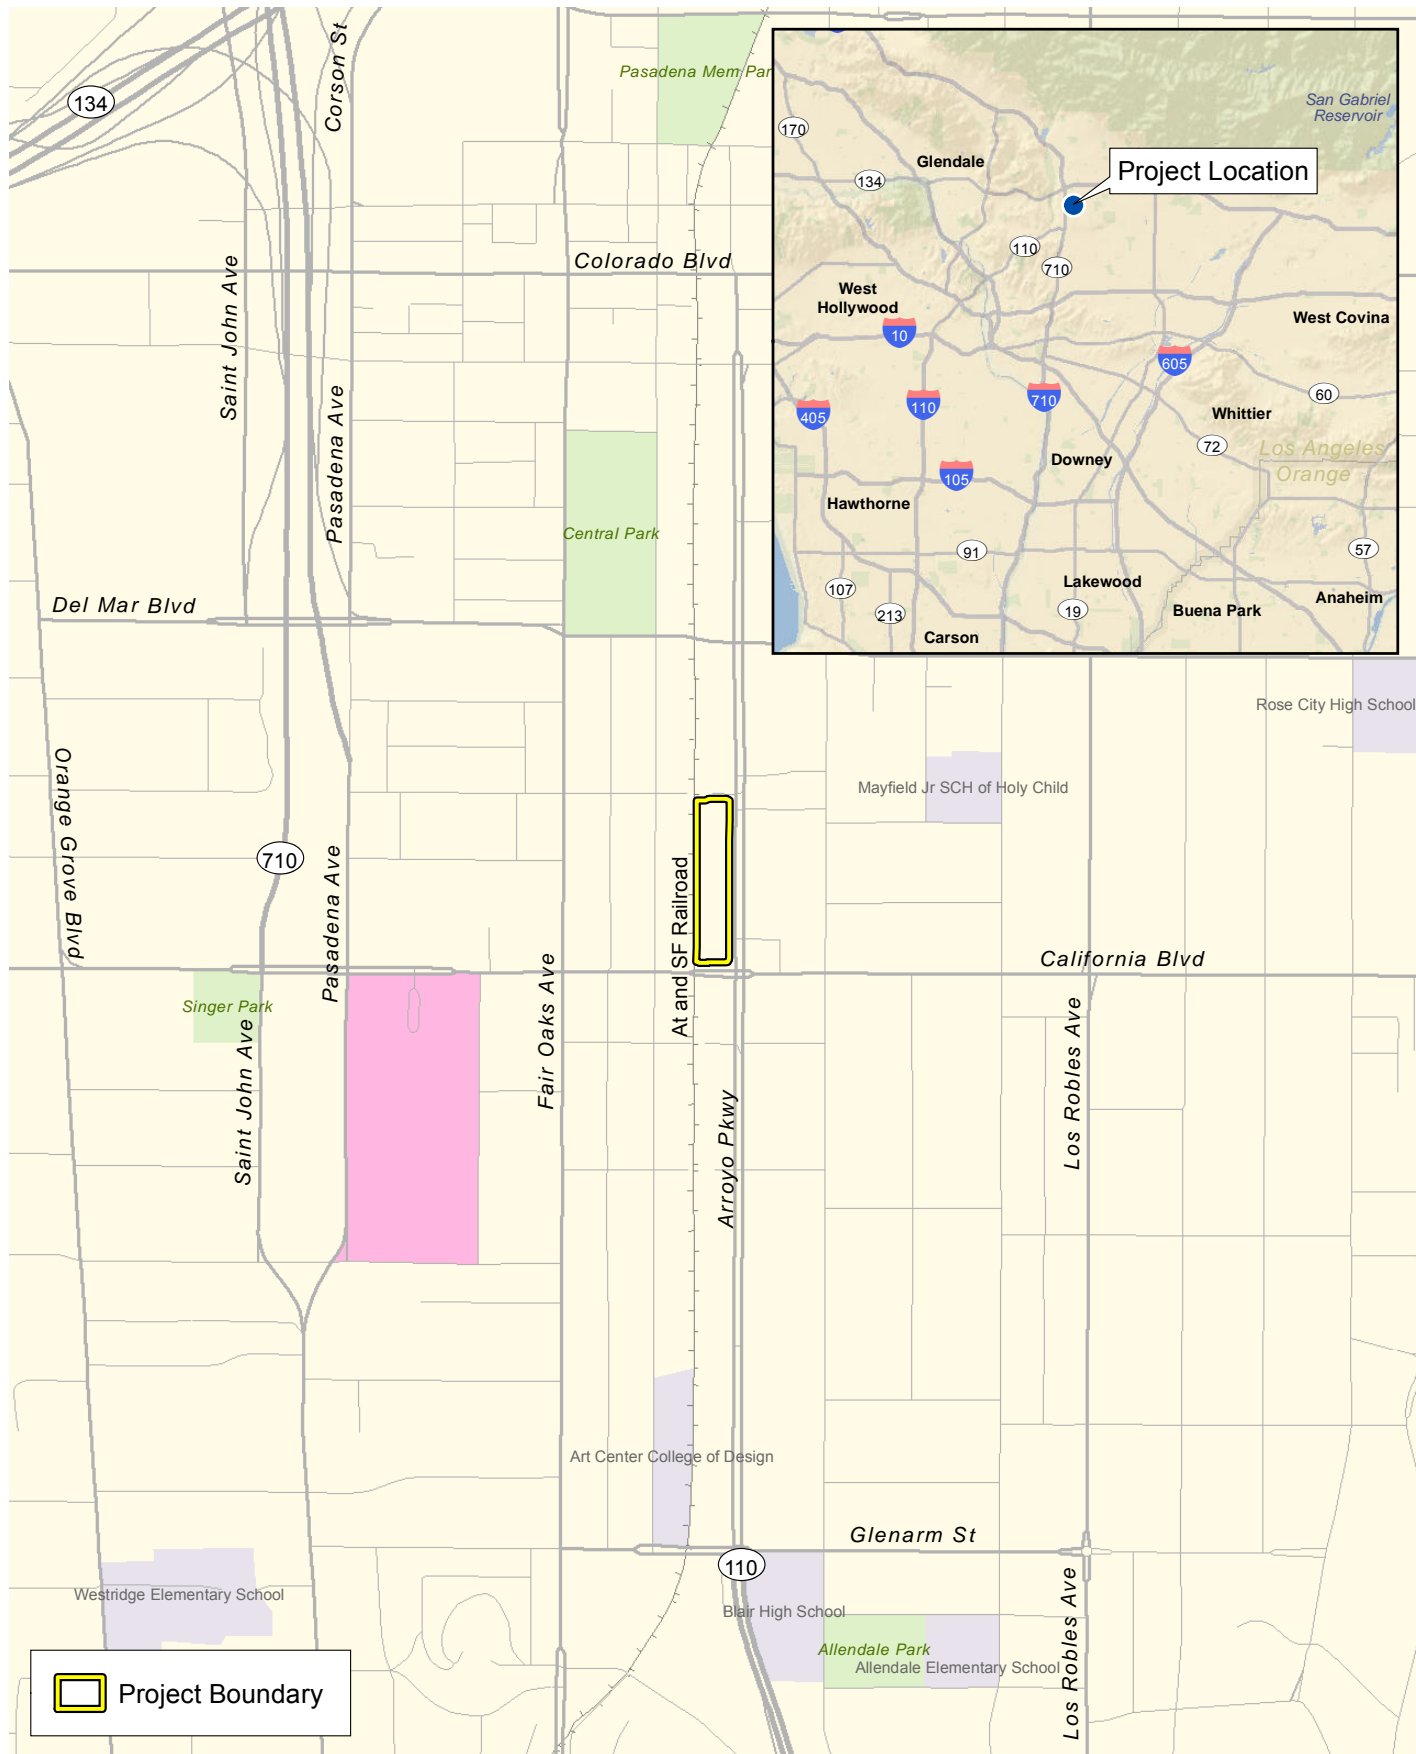 Corson St
Pasadena Mem Par
134
Saint John Ave
Colorado Blvd
Pasadena Ave
Central Park
Del Mar Blvd
San Gabriel
Reservoir
170
Glendale
134
Project Location
110
710
West
Hollywood
10
West Covina
605
405
110
710
60
Whittier
72
Los Angeles
Orange
Downey
105
Hawthorne
91
57
107
Lakewood
213
19
Buena Park
Anaheim
Carson
Rose City High School
Orange Grove Blvd
Mayfield Jr SCH of Holy Child
710
Pasadena Ave
At and SF Railroad
California Blvd
Singer Park
Saint John Ave
Fair Oaks Ave
Arroyo Pkwy
Los Robles Ave
Art Center College of Design
Glenarm St
110
Westridge Elementary School
Blair High School
Allendale Park
Allendale Elementary School
Los Robles Ave
Project Boundary